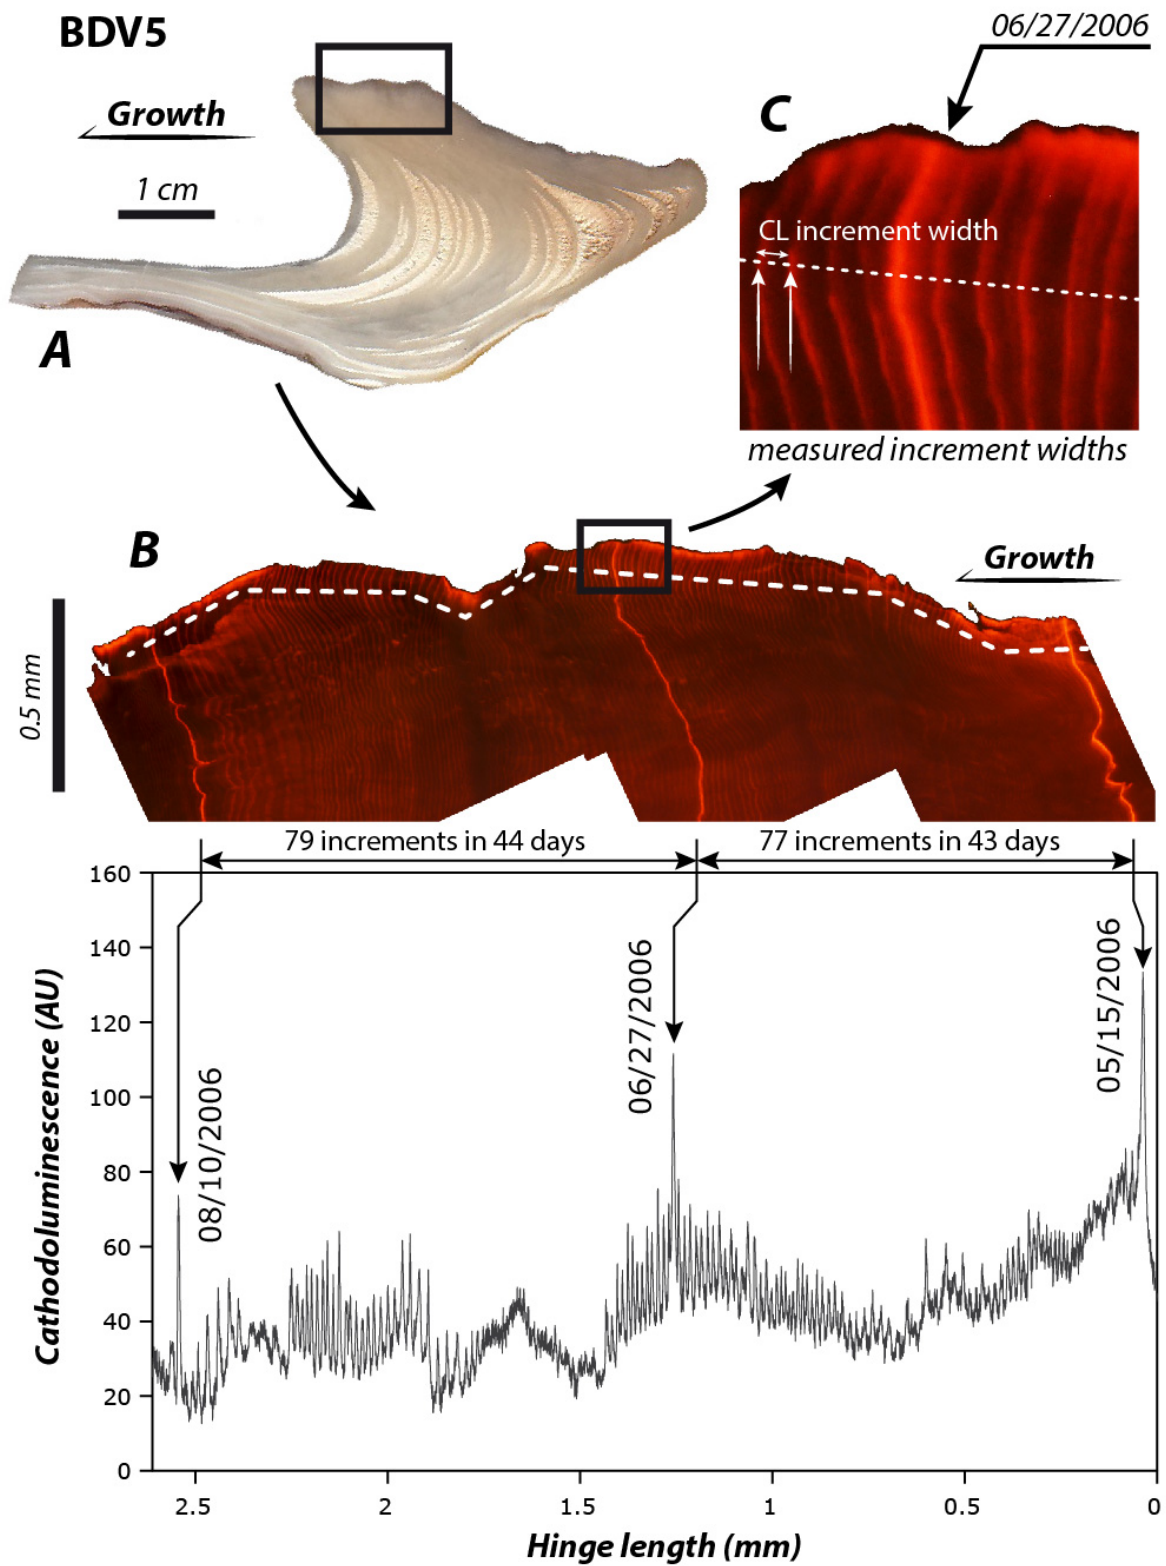 BDV5
06/27/2006
Growth
C
1 cm
CL increment width
A
measured increment widths
B
Growth
0.5 mm
79 increments in 44 days
77 increments in 43 days
160
140
120
100
80
60
40
20
0
Cathodoluminescence (AU)
08/10/2006
06/27/2006
05/15/2006
2.5
2
1.5
1
0.5
0
Hinge length (mm)